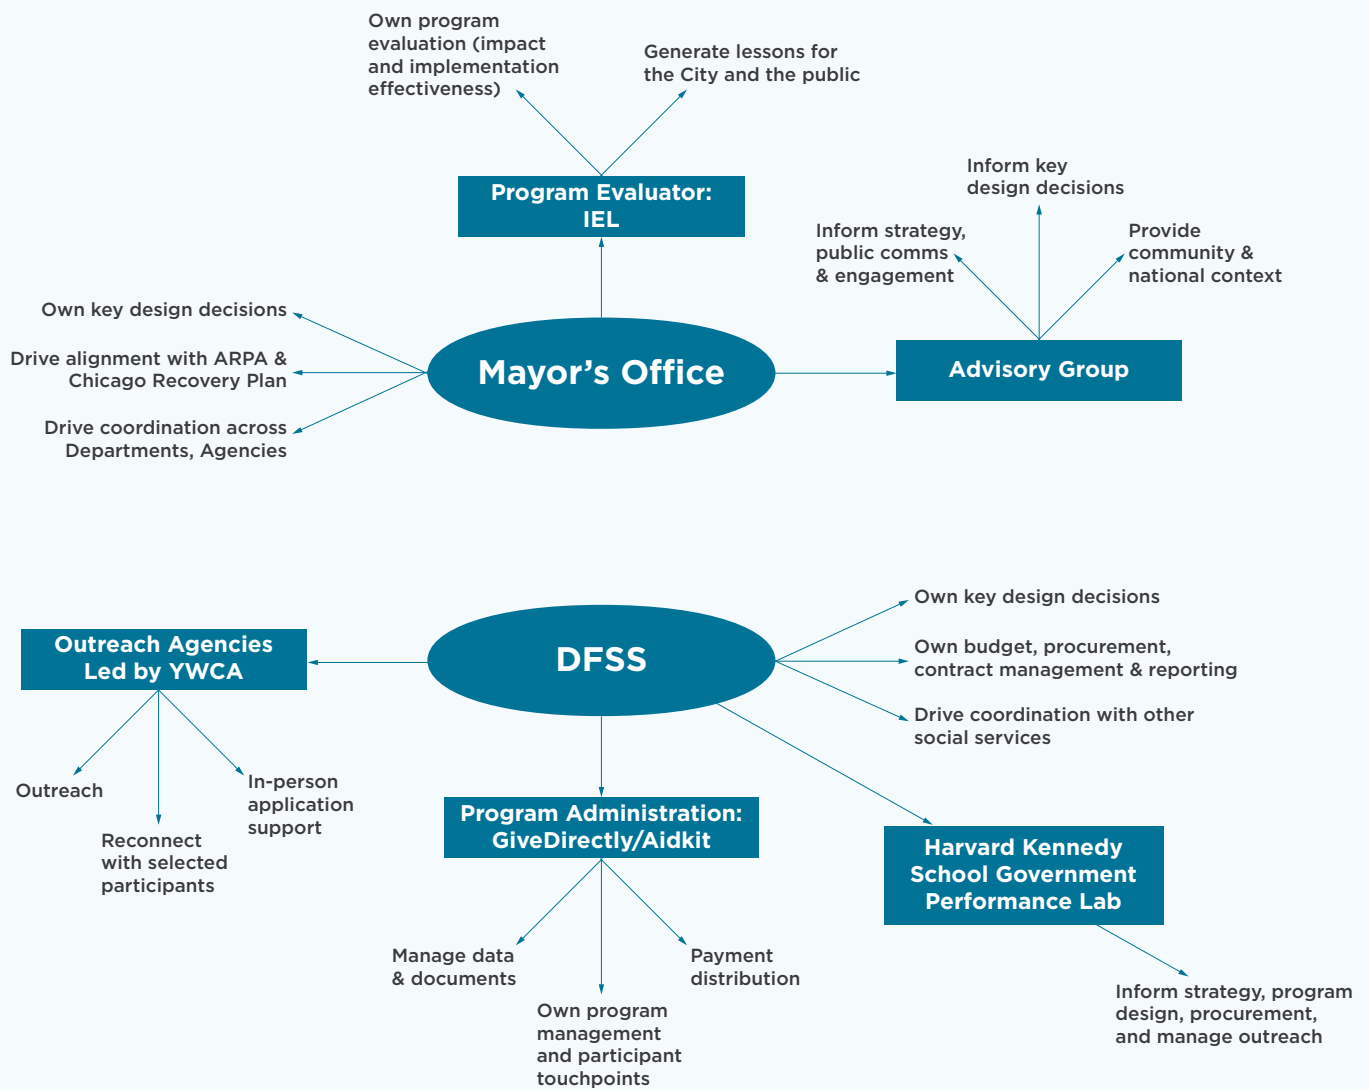 Own program
evaluation (impact
and implementation
effectiveness)
Generate lessons for
the City and the public
Program Evaluator:
IEL
Inform key
design decisions
Inform strategy,
public comms
& engagement
Provide
community &
national context
Own key design decisions
Drive alignment with ARPA &
Chicago Recovery Plan
Drive coordination across
Departments, Agencies
Mayor’s Office
Advisory Group
Outreach Agencies
Led by YWCA
DFSS
Own key design decisions
Own budget, procurement,
contract management & reporting
Drive coordination with other
social services
Outreach
Reconnect
with selected
participants
In-person
application
support
Program Administration:
GiveDirectly/Aidkit
Harvard Kennedy
School Government
Performance Lab
Manage data
& documents
Own program
management
and participant
touchpoints
Payment
distribution
Inform strategy, program
design, procurement,
and manage outreach